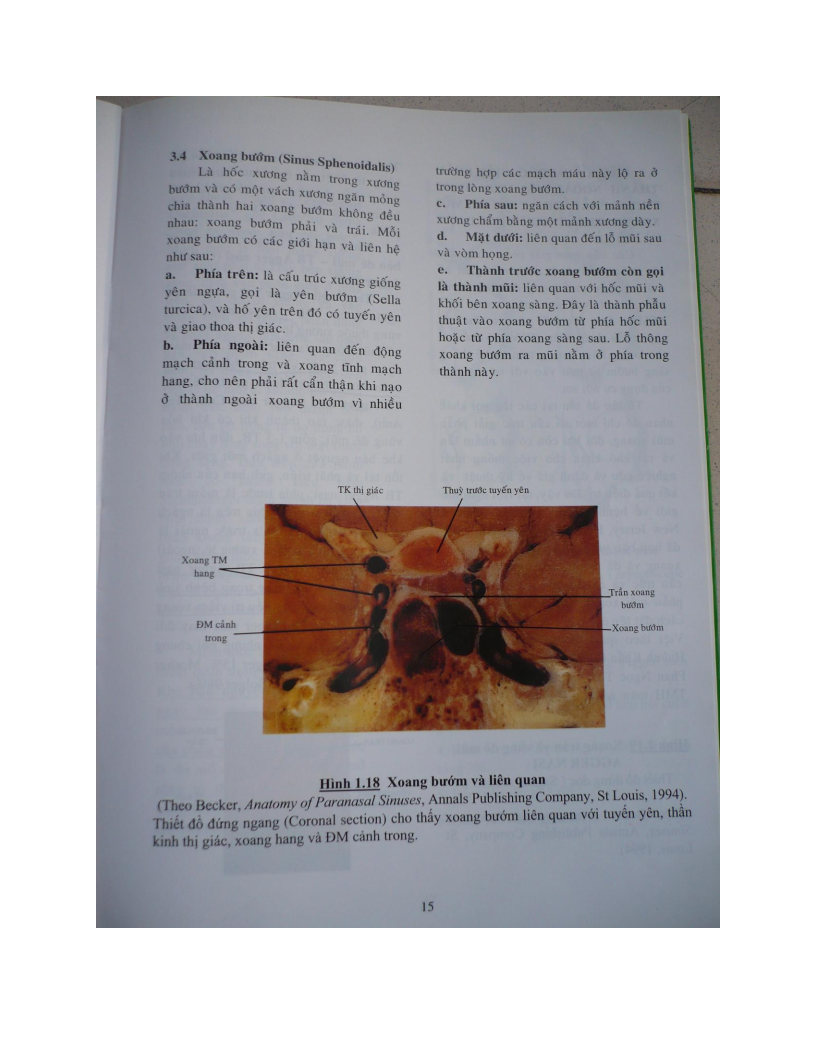 3.4 Xoang bướm (Sinus Sphenoidalis)
Là hốc xương nằm trong xương
bướm và có một vách xương ngăn mỏng
chia thành hai xoang bướm không đều
nhau: xoang bướm phải và trái. Mỗi
xoang bướm có các giới hạn và liên hệ
như sau:
a. Phía trên: là cấu trúc xương giống
yên ngựa, gọi là yên bướm (Sella
turcica), và hố yên trên đó có tuyến yên
và giao thoa thị giác.
b. Phía ngoài: liên quan đến động
mạch cảnh trong và xoang tĩnh mạch
hang, cho nên phải rất cẩn thận khi nạo
ở thành ngoài xoang bướm vì nhiều
trường hợp các mạch máu này lộ ra ở
trong lòng xoang bướm.
c. Phía sau: ngăn cách với mảnh nền
xương chẩm bằng một mảnh xương dày.
d. Mặt dưới: liên quan đến lỗ mũi sau
và vòm họng.
e. Thành trước xoang bướm còn gọi
là thành mũi: liên quan với hốc mũi và
khối bên xoang sàng. Đây là thành phẫu
thuật vào xoang bướm từ phía hốc mũi
hoặc từ phía xoang sàng sau. Lỗ thông
xoang bướm ra mũi nằm ở phía trong
thành này.
TK thị giác
Thuỳ trước tuyến yên
Xoang TM
hang
Trần xoang
bướm
ĐM cảnh
trong
Xoang bướm
Hình 1.18 Xoang bướm và liên quan
(Theo Becker, Anatomy of Paranasal Sinuses, Annals Publishing Company, St Louis, 1994).
Thiết đồ đứng ngang (Coronal section) cho thấy xoang bướm liên quan với tuyến yên, thần
kinh thị giác, xoang hang và ĐM cảnh trong.
15